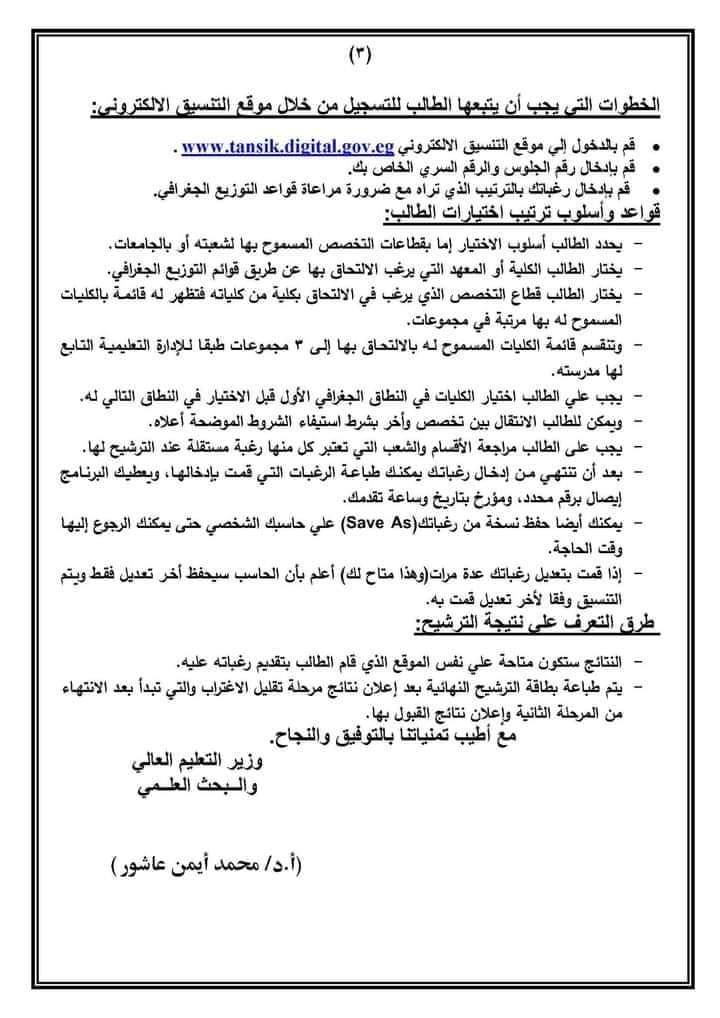 (٣)
الخطوات التي يجب أن يتبعها الطالب للتسجيل من خلال موقع التنسيق الالكتروني:
• قم بالدخول إلي موقع التنسيق الالكتروني www.tansik.digital.gov.eg .
• قم بإدخال رقم الجلوس والرقم السري الخاص بك.
• قم بإدخال رغباتك بالترتيب الذي تراه مع ضرورة مراعاة قواعد التوزيع الجغرافي.
قواعد وأسلوب ترتيب اختيارات الطالب:
- يحدد الطالب أسلوب الاختيار إما بقطاعات التخصص المسموح بها لشعبته أو بالجامعات.
- يختار الطالب الكلية أو المعهد التي يرغب الالتحاق بها عن طريق قوائم التوزيع الجغرافي.
- يختار الطالب قطاع التخصص الذي يرغب في الالتحاق بكلية من كلياته فتظهر له قائمة بالكليات
المسموح له بها مرتبة في مجموعات.
- وتنقسم قائمة الكليات المسموح له بالالتحاق بها إلى ٣ مجموعات طبقا للإدارة التعليمية التابع
لها مدرسته.
- يجب علي الطالب اختيار الكليات في النطاق الجغرافي الأول قبل الاختيار في النطاق التالي له.
- ويمكن للطالب الانتقال بين تخصص وأخر بشرط استيفاء الشروط الموضحة أعلاه.
- يجب على الطالب مراجعة الأقسام والشعب التي تعتبر كل منها رغبة مستقلة عند الترشيح لها.
- بعد أن تنتهي من إدخال رغباتك يمكنك طباعة الرغبات التي قمت بإدخالها، ويعطيك البرنامج
إيصال برقم محدد، ومؤرخ بتاريخ وساعة تقدمك.
- يمكنك أيضا حفظ نسخة من رغباتك(Save As) علي حاسبك الشخصي حتى يمكنك الرجوع إليها
وقت الحاجة.
- إذا قمت بتعديل رغباتك عدة مرات(وهذا متاح لك) أعلم بأن الحاسب سيحفظ أخر تعديل فقط ويتم
التنسيق وفقا لأخر تعديل قمت به.
طرق التعرف علي نتيجة الترشيح:
- النتائج ستكون متاحة علي نفس الموقع الذي قام الطالب بتقديم رغباته عليه.
- يتم طباعة بطاقة الترشيح النهائية بعد إعلان نتائج مرحلة تقليل الاغتراب والتي تبدأ بعد الانتهاء
من المرحلة الثانية وإعلان نتائج القبول بها.
مع أطيب تمنياتنا بالتوفيق والنجاح.
وزير التعليم العالي
والبحث العلمي
(أ.د/ محمد أيمن عاشور)